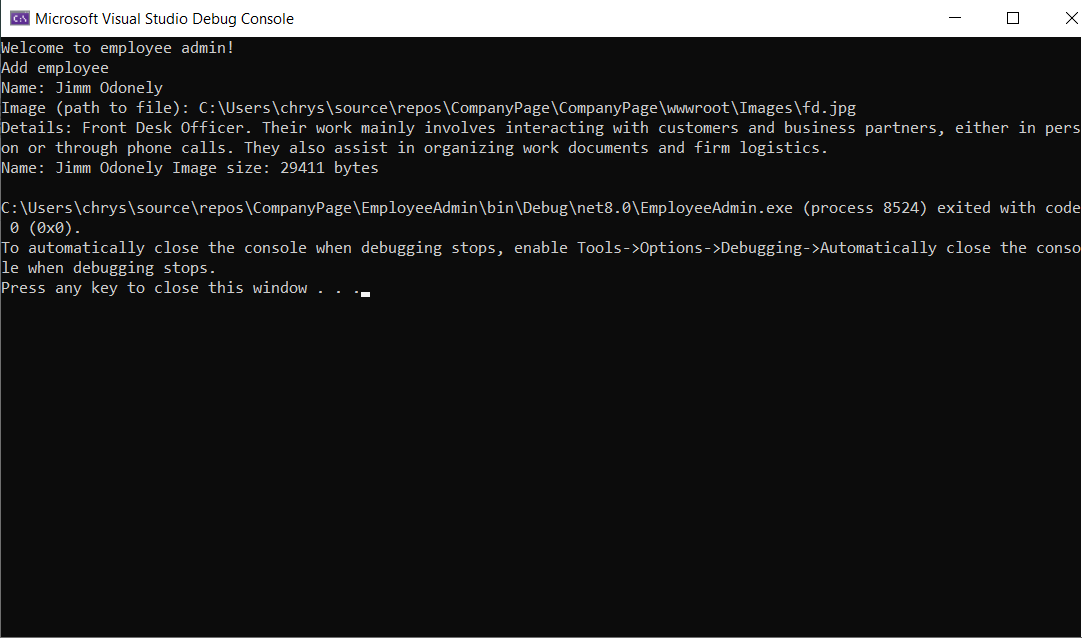 Microsoft Visual Studio Debug Console
Welcome to employee admin!
Add employee
Name: Jimm Odonely
Image (path to file): C:\Users\chrys\source\repos\CompanyPage\CompanyPage\wwwroot\Images\fd.jpg
Details: Front Desk Officer. Their work mainly involves interacting with customers and business partners, either in pers
on or through phone calls. They also assist in organizing work documents and firm logistics.
Name: Jimm Odonely Image size: 29411 bytes
C:\Users\chrys\source\repos\CompanyPage\EmployeeAdmin\bin\Debug\net8.0\EmployeeAdmin.exe (process 8524) exited with code
 0 (0x0).
To automatically close the console when debugging stops, enable Tools->Options->Debugging->Automatically close the conso
le when debugging stops.
Press any key to close this window . . .